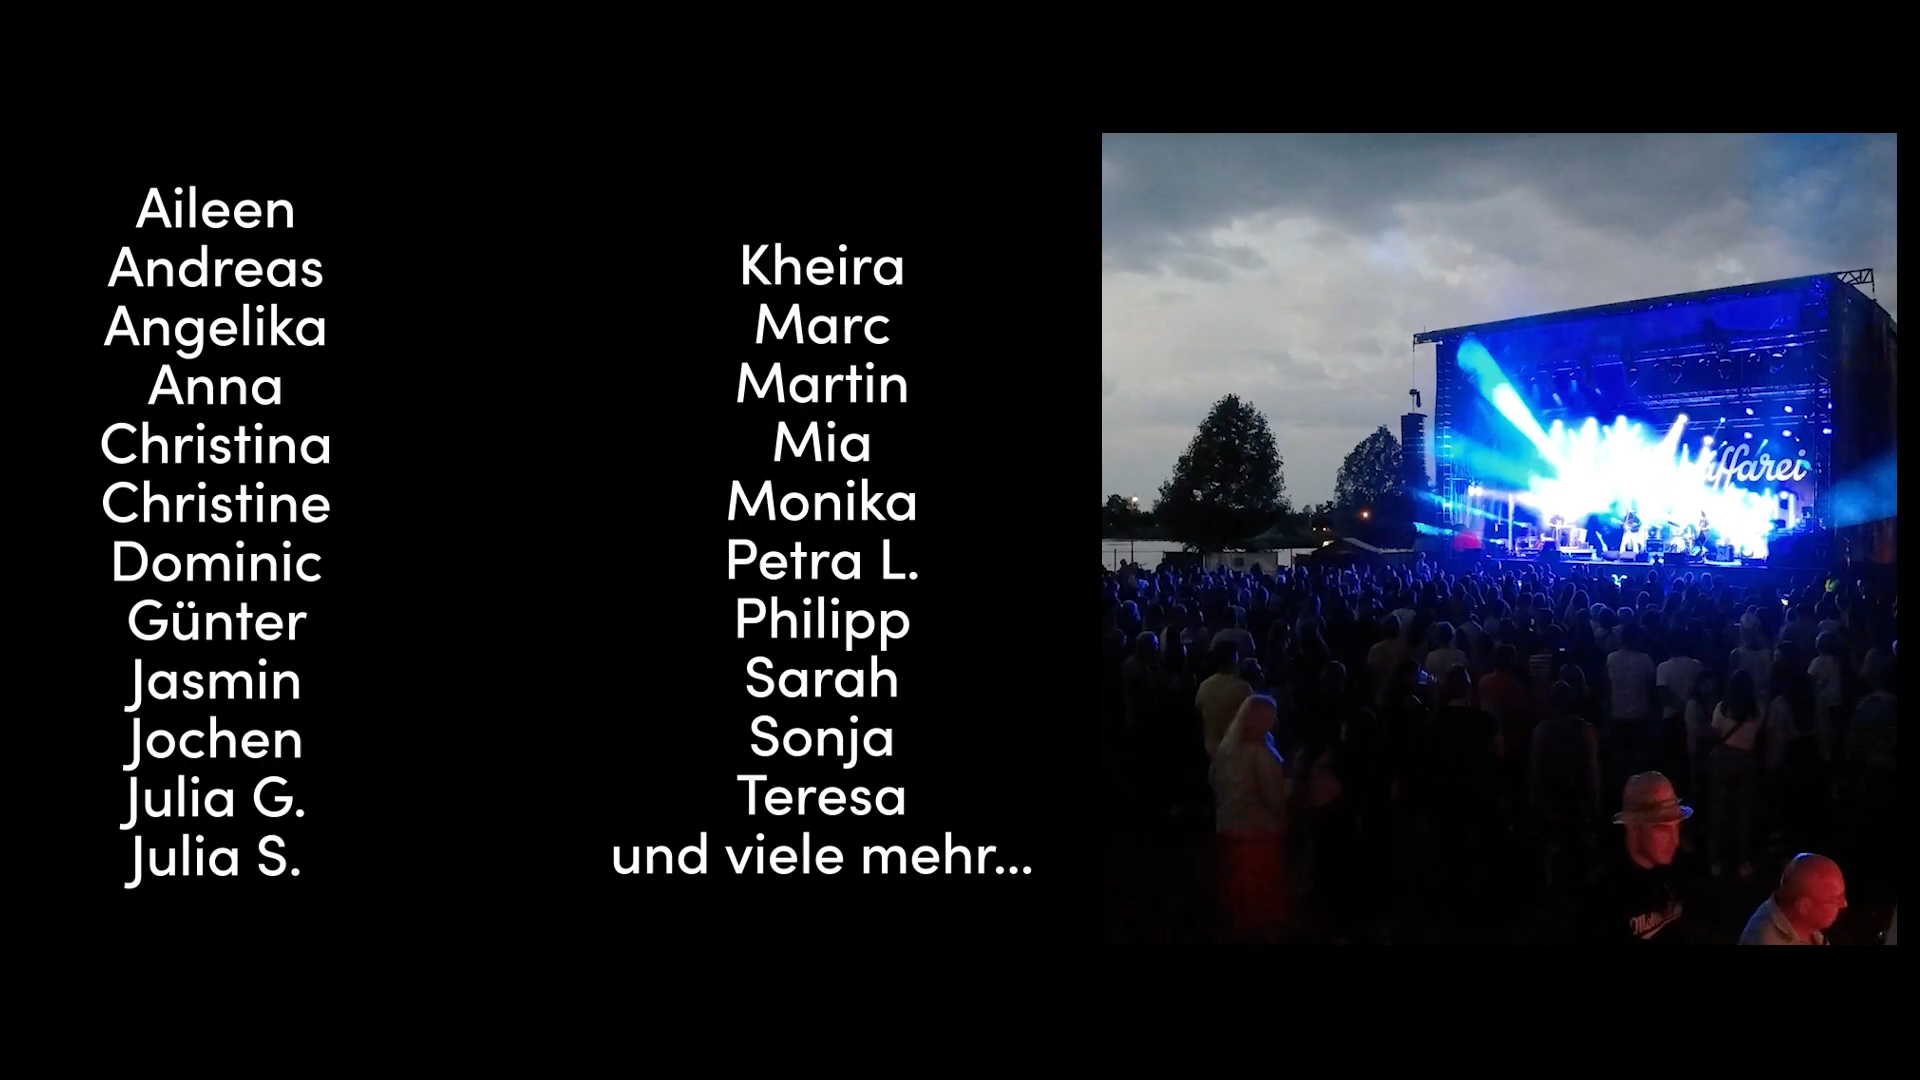 Aileen
Andreas
Angelika
Anna
Christina
Christine
Dominic
Günter
Jasmin
Jochen
Julia G.
Julia S.
Kheira
Marc
Martin
Mia
Monika
Petra L.
Philipp
Sarah
Sonja
Teresa
und viele mehr...